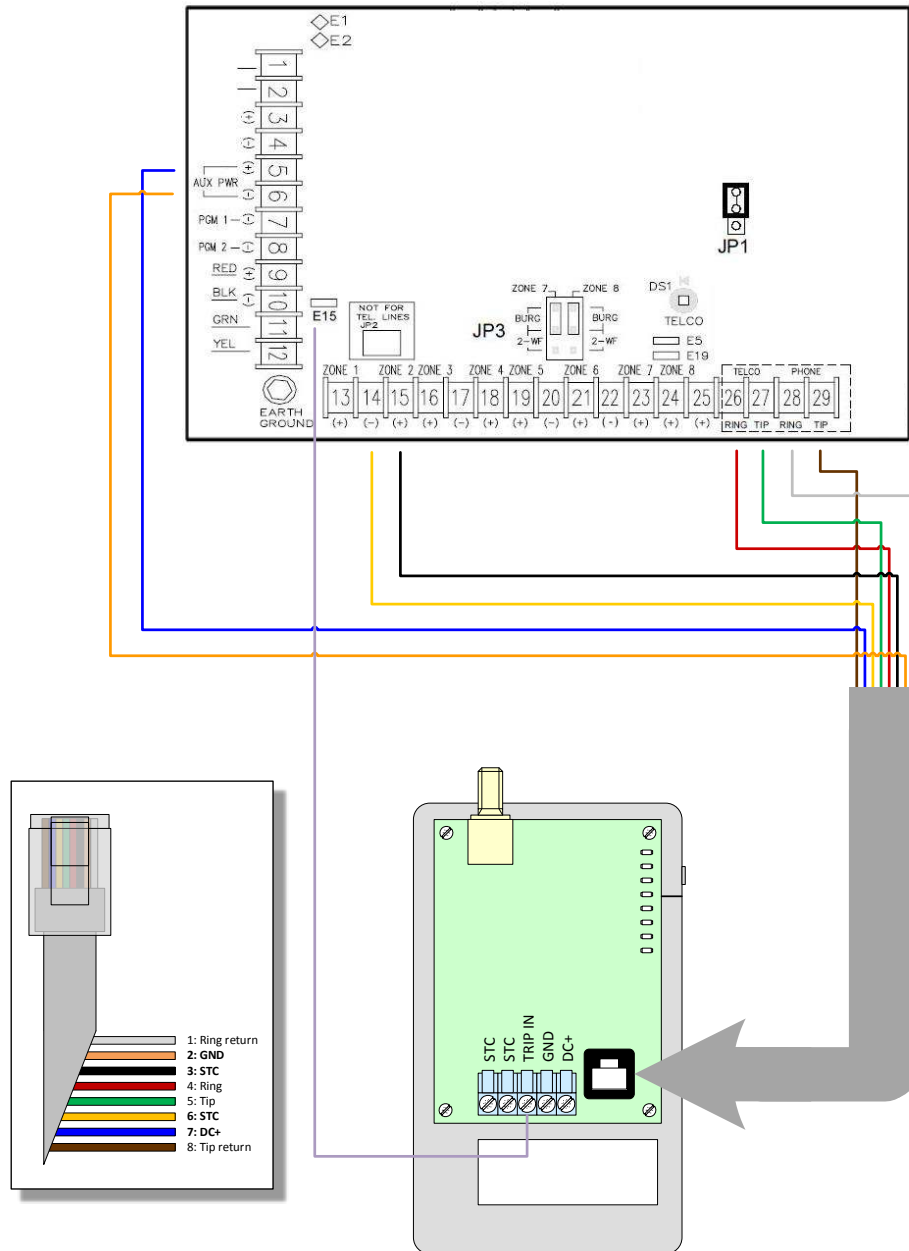 E1
E2
1
2
(+) 3
(-) 4
AUX PWR
(+) 5
(-) 6
PGM 1 (-) 7
PGM 2 (-) 8
RED (+) 9
BLK (-) 10
GRN 11
YEL 12
EARTH
GROUND
E15
NOT FOR
TEL. LINES
JP2
JP3
ZONE 7 ZONE 8
BURG BURG
2-WF 2-WF
JP1
DS1
TELCO
E5
E19
ZONE 1 ZONE 2 ZONE 3 ZONE 4 ZONE 5 ZONE 6 ZONE 7 ZONE 8 TELCO PHONE
13 14 15 16 17 18 19 20 21 22 23 24 25 26 27 28 29
(+) (-) (+) (+) (-) (+) (+) (-) (+) (-) (+) (+) (+) RING TIP RING TIP
1: Ring return
2: GND
3: STC
4: Ring
5: Tip
6: STC
7: DC+
8: Tip return
STC
STC
TRIP IN
GND
DC+